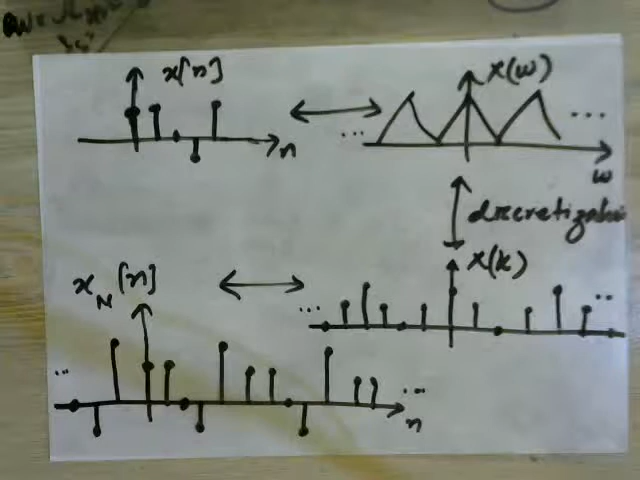 x[n]
X(ω)
... ...
n
ω
discretization
X(k)
x_N[n]
... ..
.. ...
n